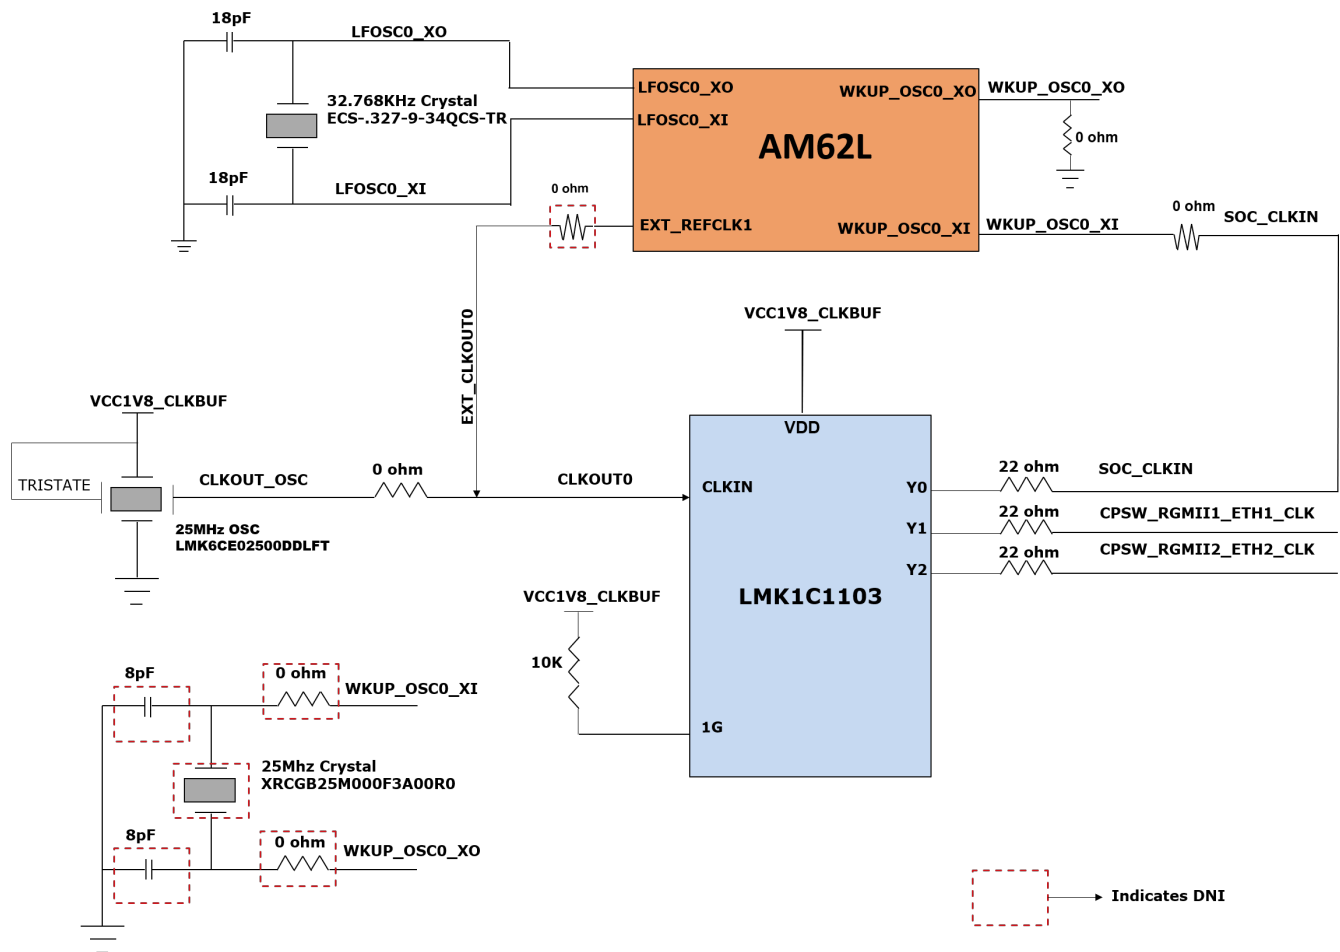 18pF
LFOSC0_XO
32.768KHz Crystal
ECS-.327-9-34QCS-TR
18pF
LFOSC0_XI
LFOSC0_XO
LFOSC0_XI
AM62L
WKUP_OSC0_XO
WKUP_OSC0_XO
0 ohm
0 ohm
EXT_REFCLK1
WKUP_OSC0_XI
WKUP_OSC0_XI
0 ohm
SOC_CLKIN
EXT_CLKOUT0
VCC1V8_CLKBUF
VCC1V8_CLKBUF
TRISTATE
CLKOUT_OSC
0 ohm
CLKOUT0
25MHz OSC
LMK6CE02500DDLFT
VDD
CLKIN
Y0
22 ohm
SOC_CLKIN
Y1
22 ohm
CPSW_RGMII1_ETH1_CLK
Y2
22 ohm
CPSW_RGMII2_ETH2_CLK
LMK1C1103
VCC1V8_CLKBUF
10K
1G
8pF
0 ohm
WKUP_OSC0_XI
25Mhz Crystal
XRCGB25M000F3A00R0
8pF
0 ohm
WKUP_OSC0_XO
Indicates DNI